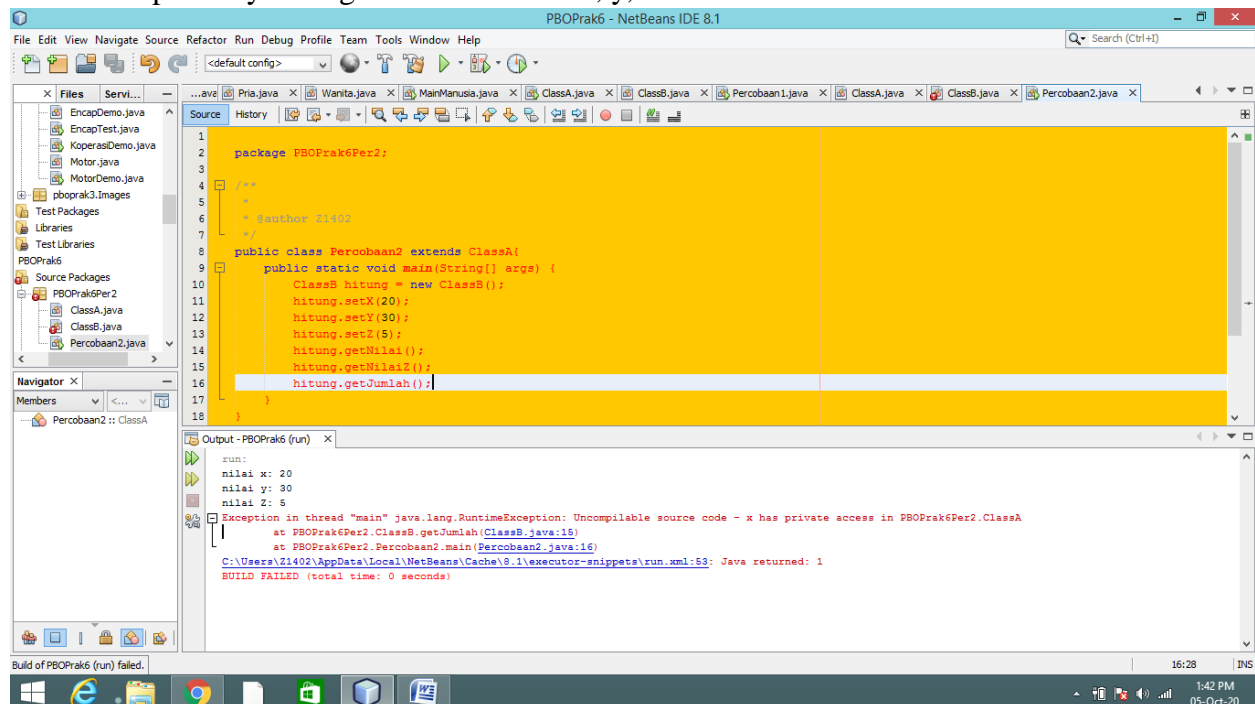 PBOPrak6 - NetBeans IDE 8.1
File Edit View Navigate Source Refactor Run Debug Profile Team Tools Window Help
Search (Ctrl+I)
<default config>
Files Servi...
...ava Pria.java Wanita.java MainManusia.java ClassA.java ClassB.java Percobaan1.java ClassA.java ClassB.java Percobaan2.java
EncapDemo.java
EncapTest.java
KoperasiDemo.java
Motor.java
MotorDemo.java
pboprak3.Images
Test Packages
Libraries
Test Libraries
PBOPrak6
Source Packages
PBOPrak6Per2
ClassA.java
ClassB.java
Percobaan2.java
Navigator
Members <...
Percobaan2 :: ClassA
Source History
1
2 package PBOPrak6Per2;
3
4 /**
5 *
6 * @author Z1402
7 */
8 public class Percobaan2 extends ClassA{
9 public static void main(String[] args) {
10 ClassB hitung = new ClassB();
11 hitung.setX(20);
12 hitung.setY(30);
13 hitung.setZ(5);
14 hitung.getNilai();
15 hitung.getNilaiZ();
16 hitung.getJumlah();
17 }
18 }
Output - PBOPrak6 (run)
run:
nilai x: 20
nilai y: 30
nilai Z: 5
Exception in thread "main" java.lang.RuntimeException: Uncompilable source code - x has private access in PBOPrak6Per2.ClassA
at PBOPrak6Per2.ClassB.getJumlah(ClassB.java:15)
at PBOPrak6Per2.Percobaan2.main(Percobaan2.java:16)
C:\Users\Z1402\AppData\Local\NetBeans\Cache\8.1\executor-snippets\run.xml:53: Java returned: 1
BUILD FAILED (total time: 0 seconds)
Build of PBOPrak6 (run) failed.
16:28 INS
1:42 PM
05-Oct-20